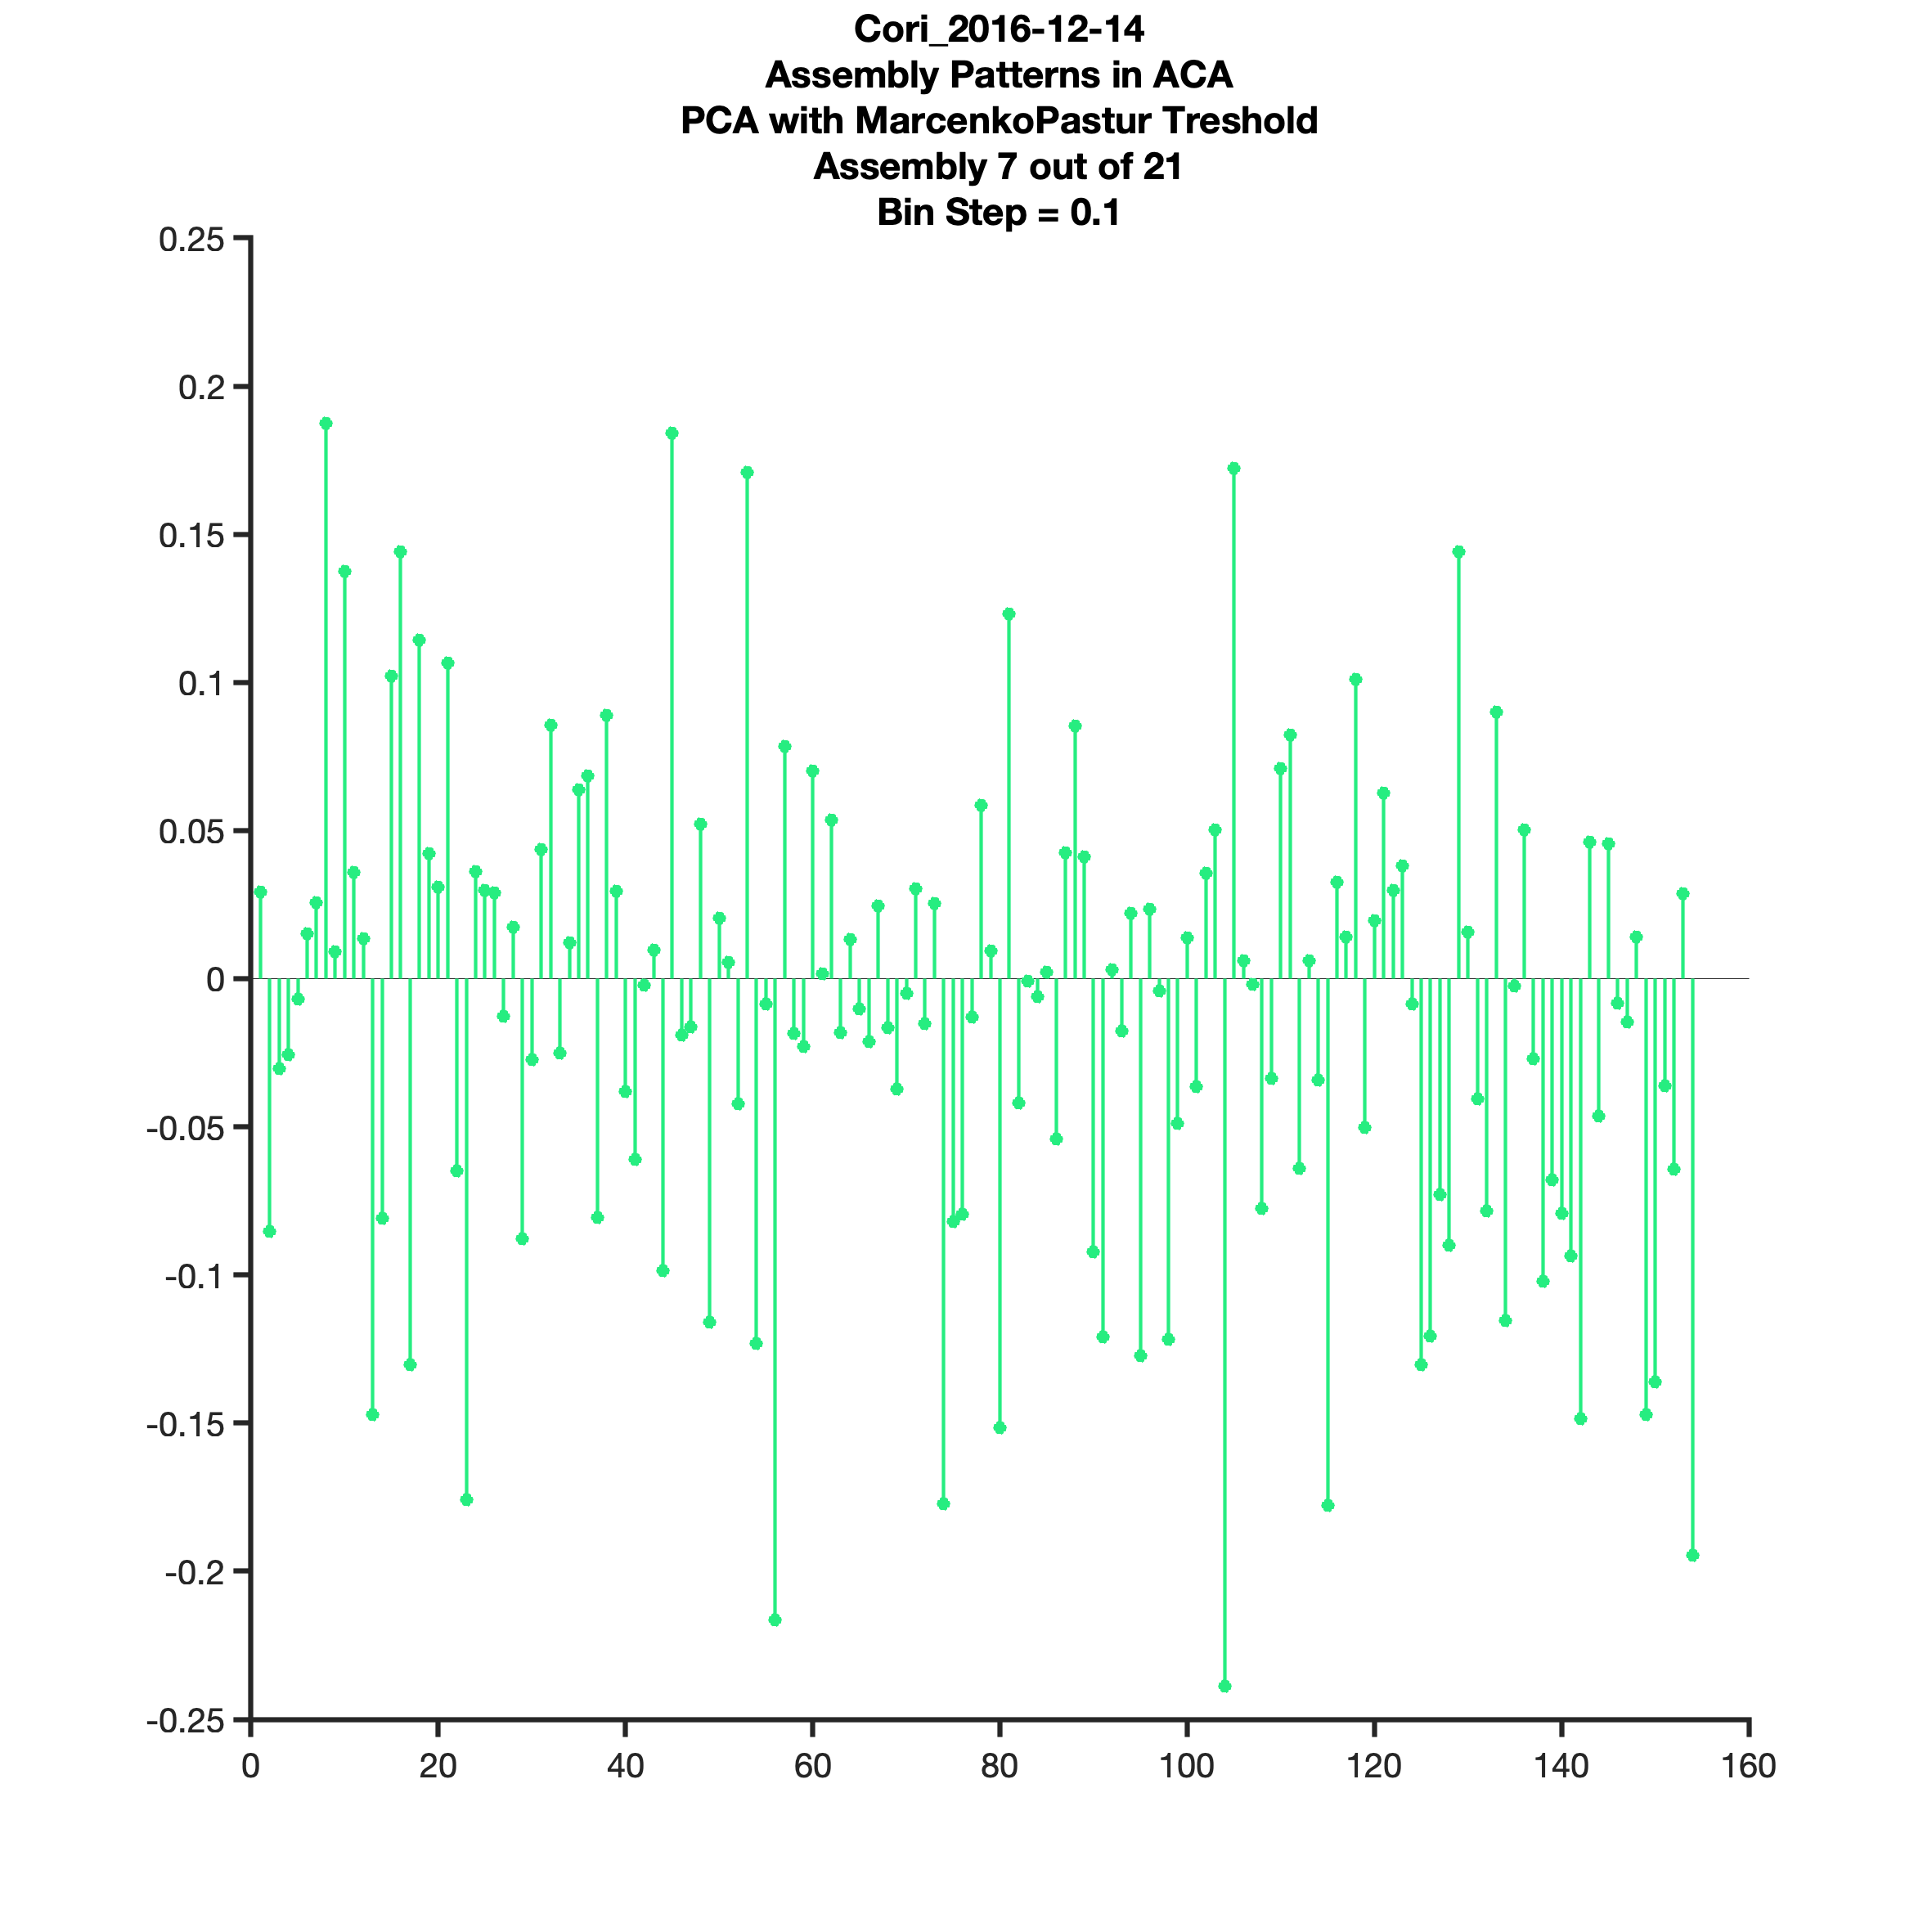 Cori_2016-12-14
Assembly Patterns in ACA
PCA with MarcenkoPastur Treshold
Assembly 7 out of 21
Bin Step = 0.1
0.25
0.2
0.15
0.1
0.05
0
-0.05
-0.1
-0.15
-0.2
-0.25
0 20 40 60 80 100 120 140 160